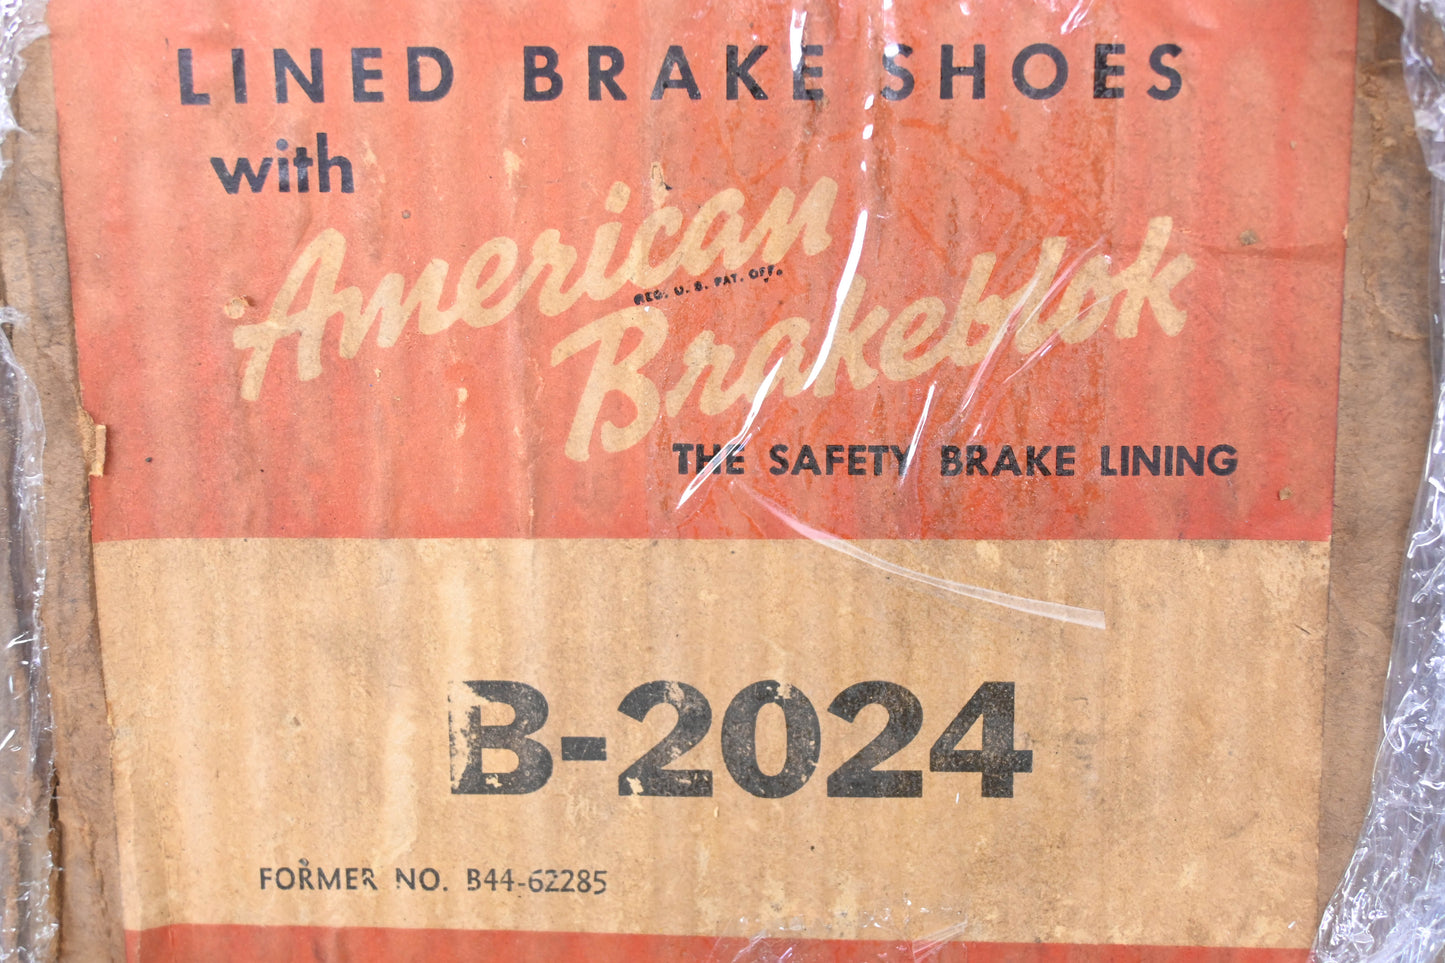 LINED BRAKE SHOES
with
American
REG. U. S. PAT. OFF.
Brakeblok
THE SAFETY BRAKE LINING
B-2024
FORMER NO. B44-62285